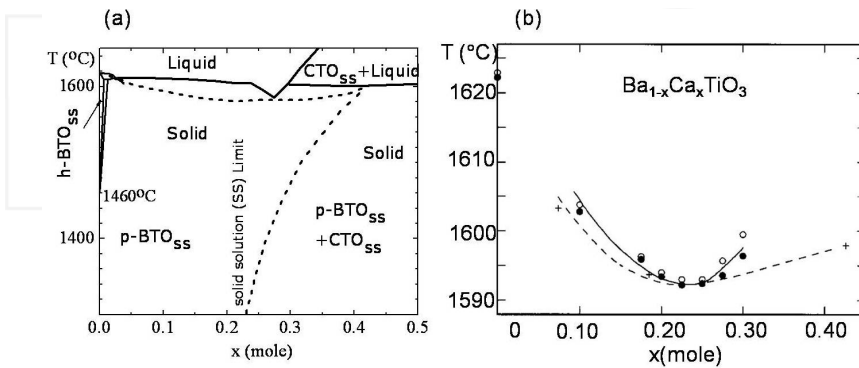 (a)
T (ºC)
1600
1400
Liquid
CTOss+Liquid
Solid
Solid
h-BTOss
1460ºC
p-BTOss
solid solution (SS) Limit
p-BTOss
+CTOss
0.0 0.1 0.2 0.3 0.4 0.5
x (mole)
(b)
T (°C)
Ba1-xCaxTiO3
1620
1610
1600
1590
0 0.10 0.20 0.30 0.40
x(mole)